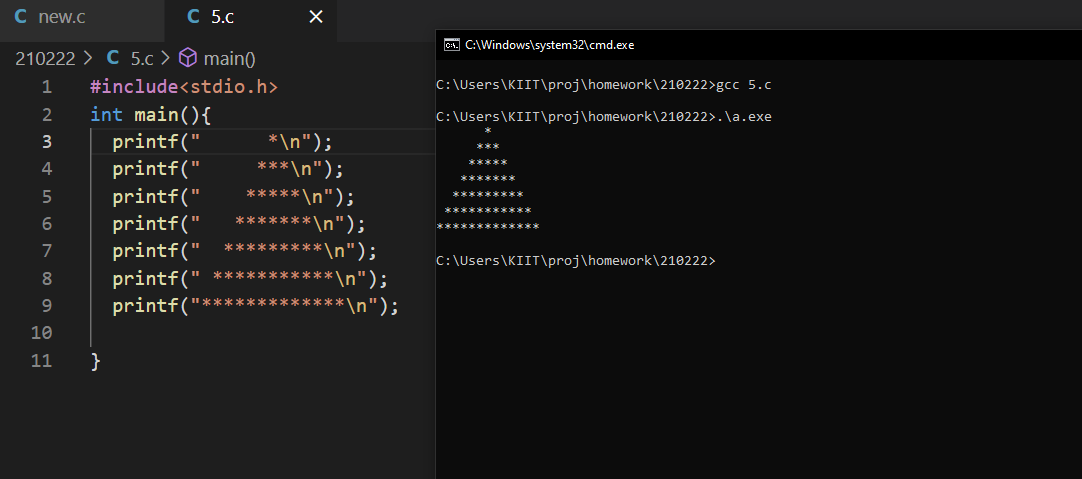 C new.c
C 5.c ×
210222 > C 5.c > main()
1 #include<stdio.h>
2 int main(){
3   printf("      *\n");
4   printf("     ***\n");
5   printf("    *****\n");
6   printf("   *******\n");
7   printf("  *********\n");
8   printf(" ***********\n");
9   printf("*************\n");
10
11 }
C:\Windows\system32\cmd.exe
C:\Users\KIIT\proj\homework\210222>gcc 5.c
C:\Users\KIIT\proj\homework\210222>.\a.exe
      *
     ***
    *****
   *******
  *********
 ***********
*************
C:\Users\KIIT\proj\homework\210222>